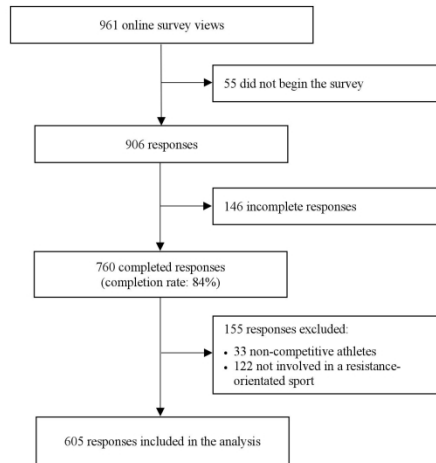 961 online survey views
55 did not begin the survey
906 responses
146 incomplete responses
760 completed responses
(completion rate: 84%)
155 responses excluded:
• 33 non-competitive athletes
• 122 not involved in a resistance-
orientated sport
605 responses included in the analysis